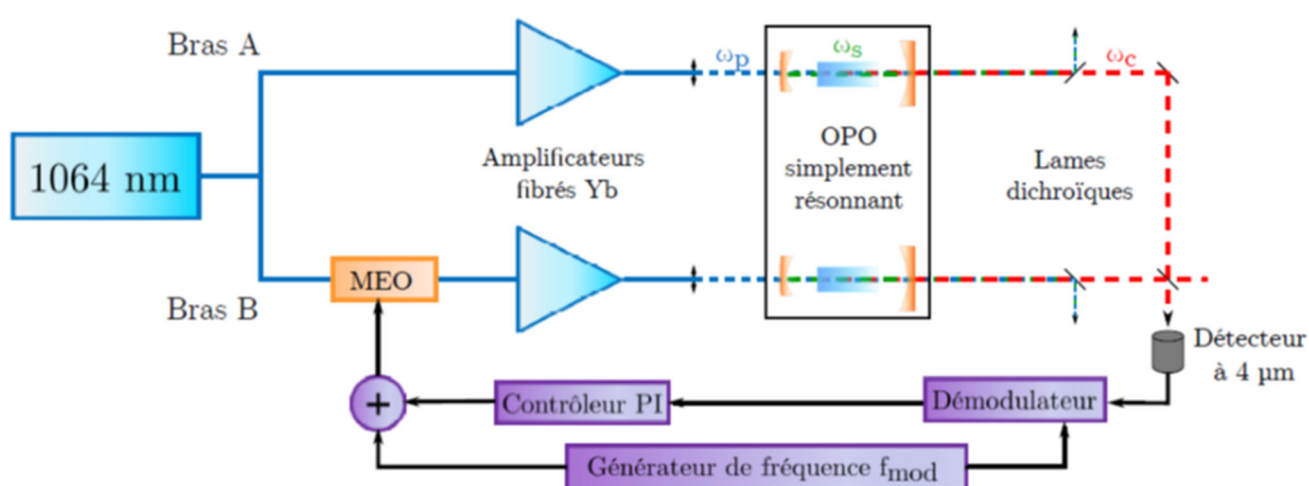 Bras A
ωp
ωs
ωc
1064 nm
Amplificateurs
fibrés Yb
OPO
simplement
résonnant
Lames
dichroïques
MEO
Bras B
Détecteur
à 4 µm
+
Contrôleur PI
Démodulateur
Générateur de fréquence fmod